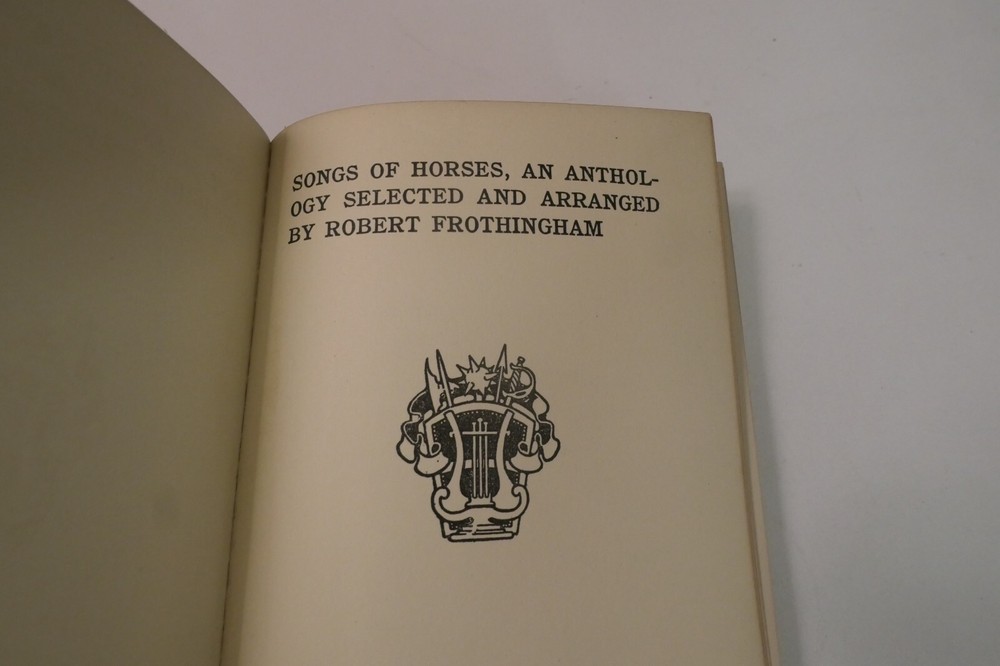 SONGS OF HORSES, AN ANTHOL-
OGY SELECTED AND ARRANGED
BY ROBERT FROTHINGHAM